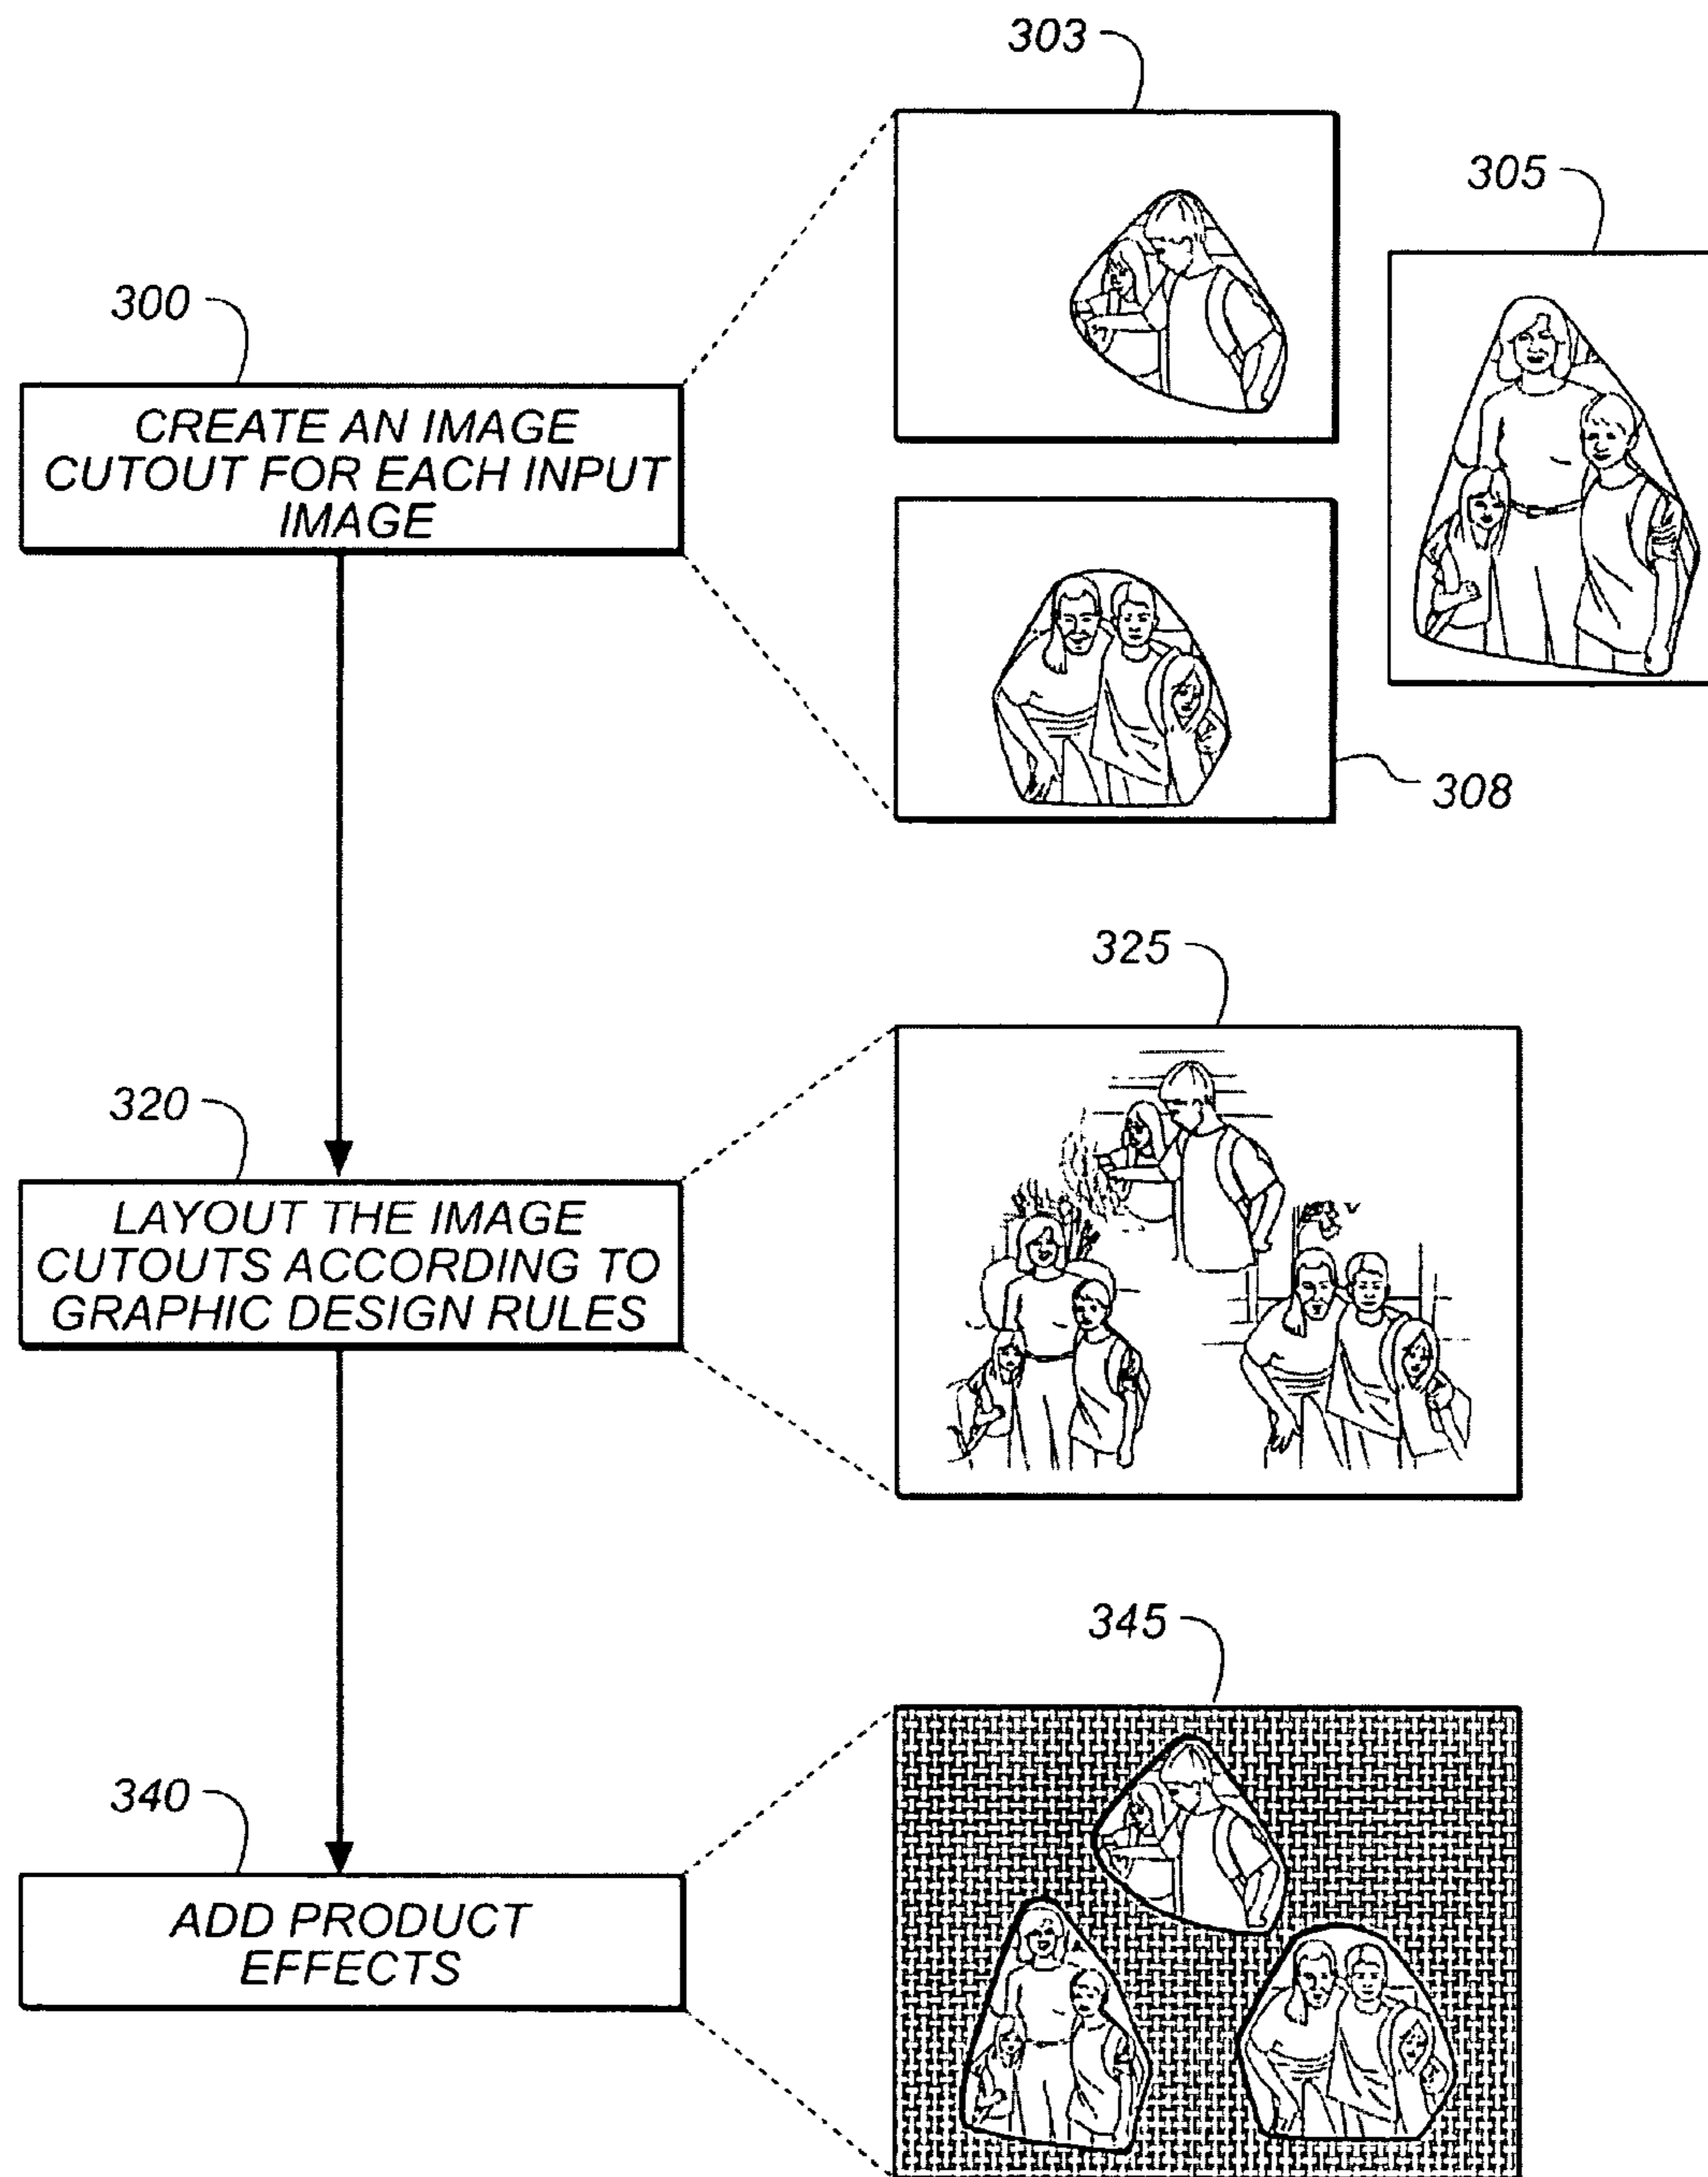 303
305
300
CREATE AN IMAGE
CUTOUT FOR EACH INPUT
IMAGE
308
325
320
LAYOUT THE IMAGE
CUTOUTS ACCORDING TO
GRAPHIC DESIGN RULES
345
340
ADD PRODUCT
EFFECTS